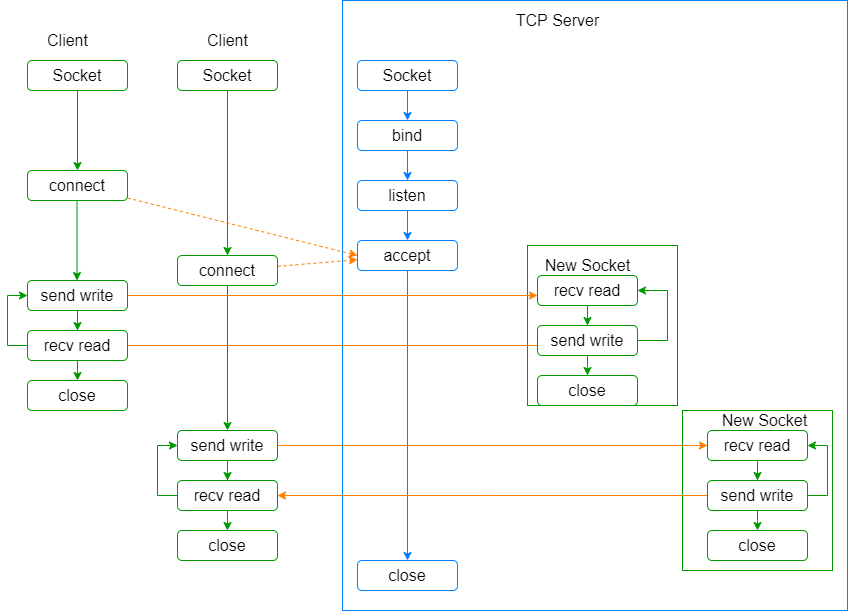 TCP Server
Client
Client
Socket
Socket
Socket
bind
connect
listen
accept
connect
New Socket
send write
recv read
recv read
send write
close
close
New Socket
send write
recv read
recv read
send write
close
close
close